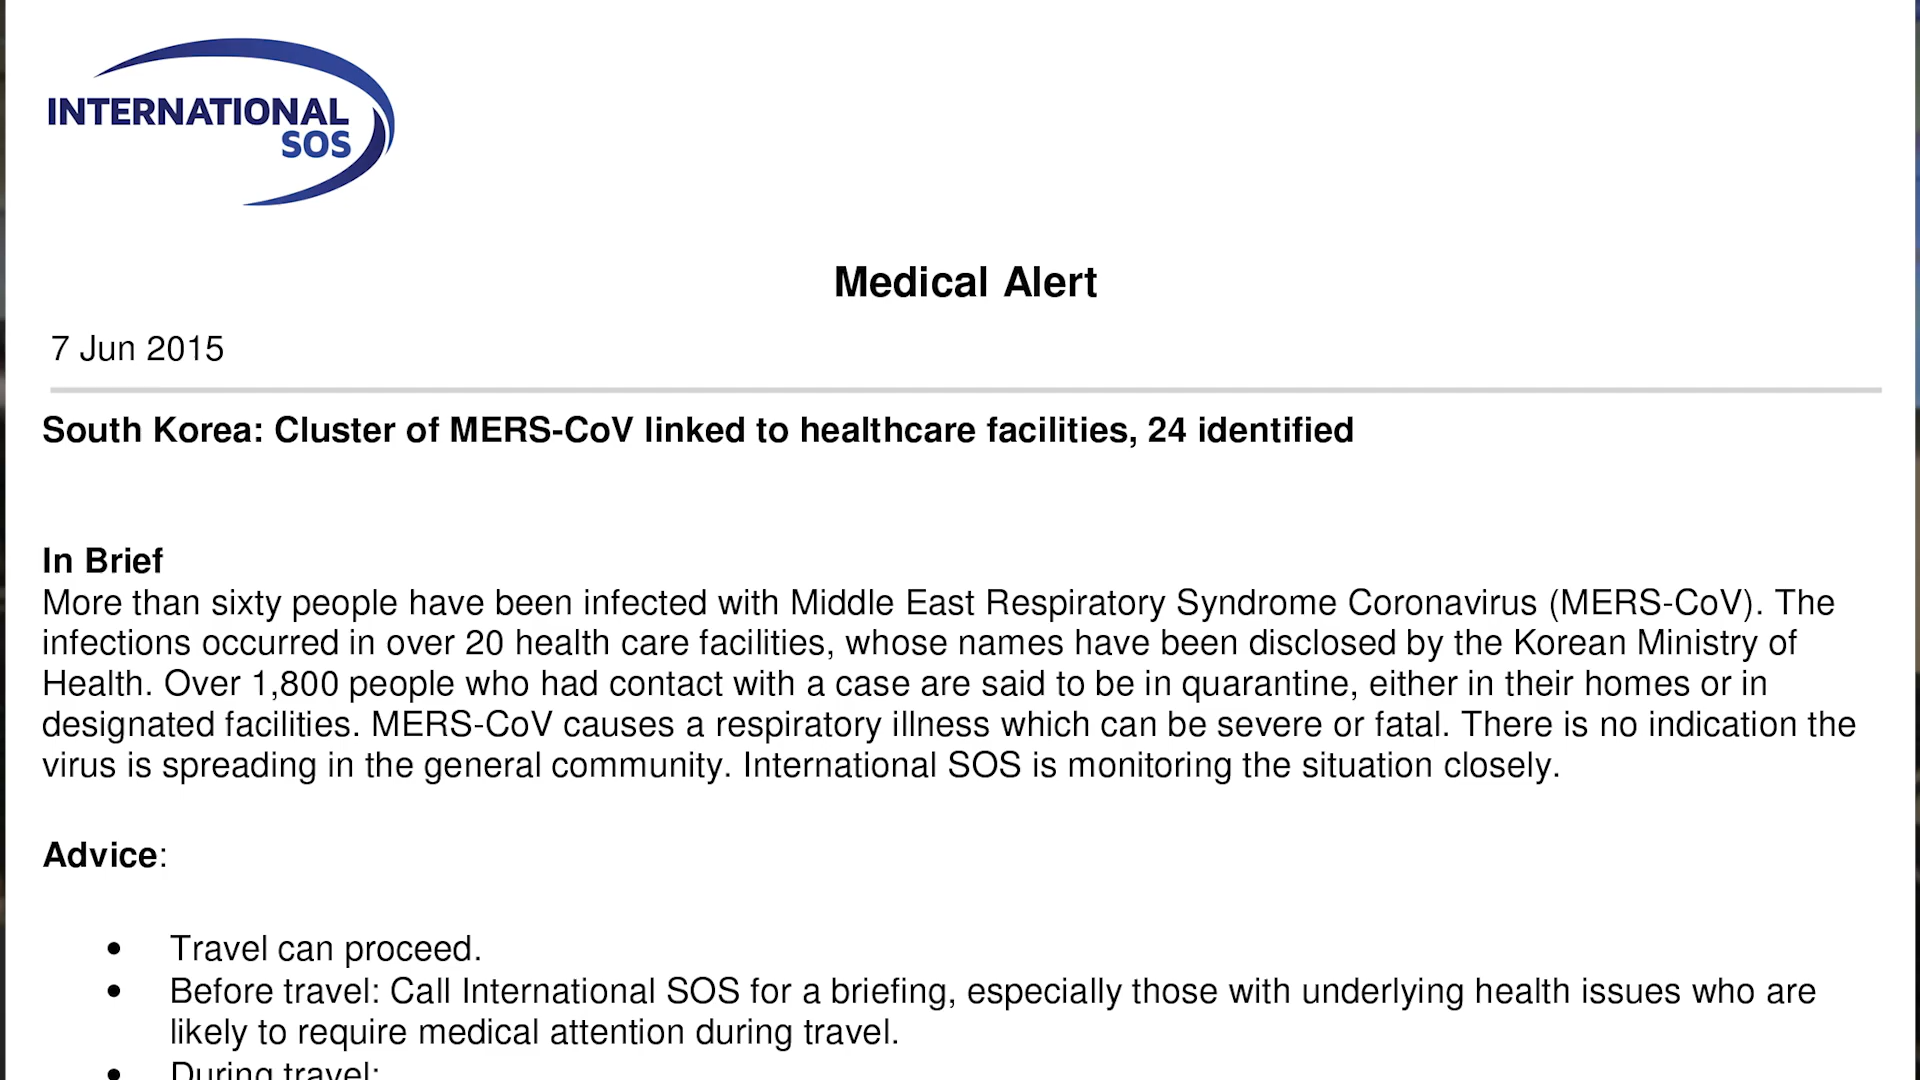 INTERNATIONAL
SOS
Medical Alert
7 Jun 2015
South Korea: Cluster of MERS-CoV linked to healthcare facilities, 24 identified
In Brief
More than sixty people have been infected with Middle East Respiratory Syndrome Coronavirus (MERS-CoV). The
infections occurred in over 20 health care facilities, whose names have been disclosed by the Korean Ministry of
Health. Over 1,800 people who had contact with a case are said to be in quarantine, either in their homes or in
designated facilities. MERS-CoV causes a respiratory illness which can be severe or fatal. There is no indication the
virus is spreading in the general community. International SOS is monitoring the situation closely.
Advice:
• Travel can proceed.
• Before travel: Call International SOS for a briefing, especially those with underlying health issues who are
likely to require medical attention during travel.
• During travel: